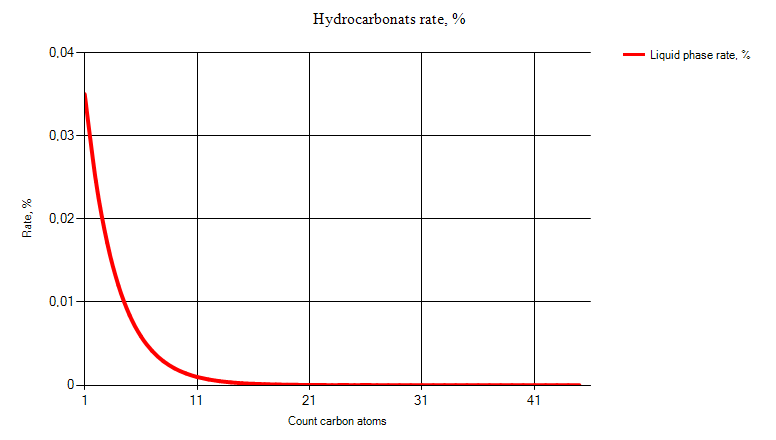 Hydrocarbonats rate, %
Liquid phase rate, %
0,04
0,03
0,02
0,01
0
Rate, %
1 11 21 31 41
Count carbon atoms